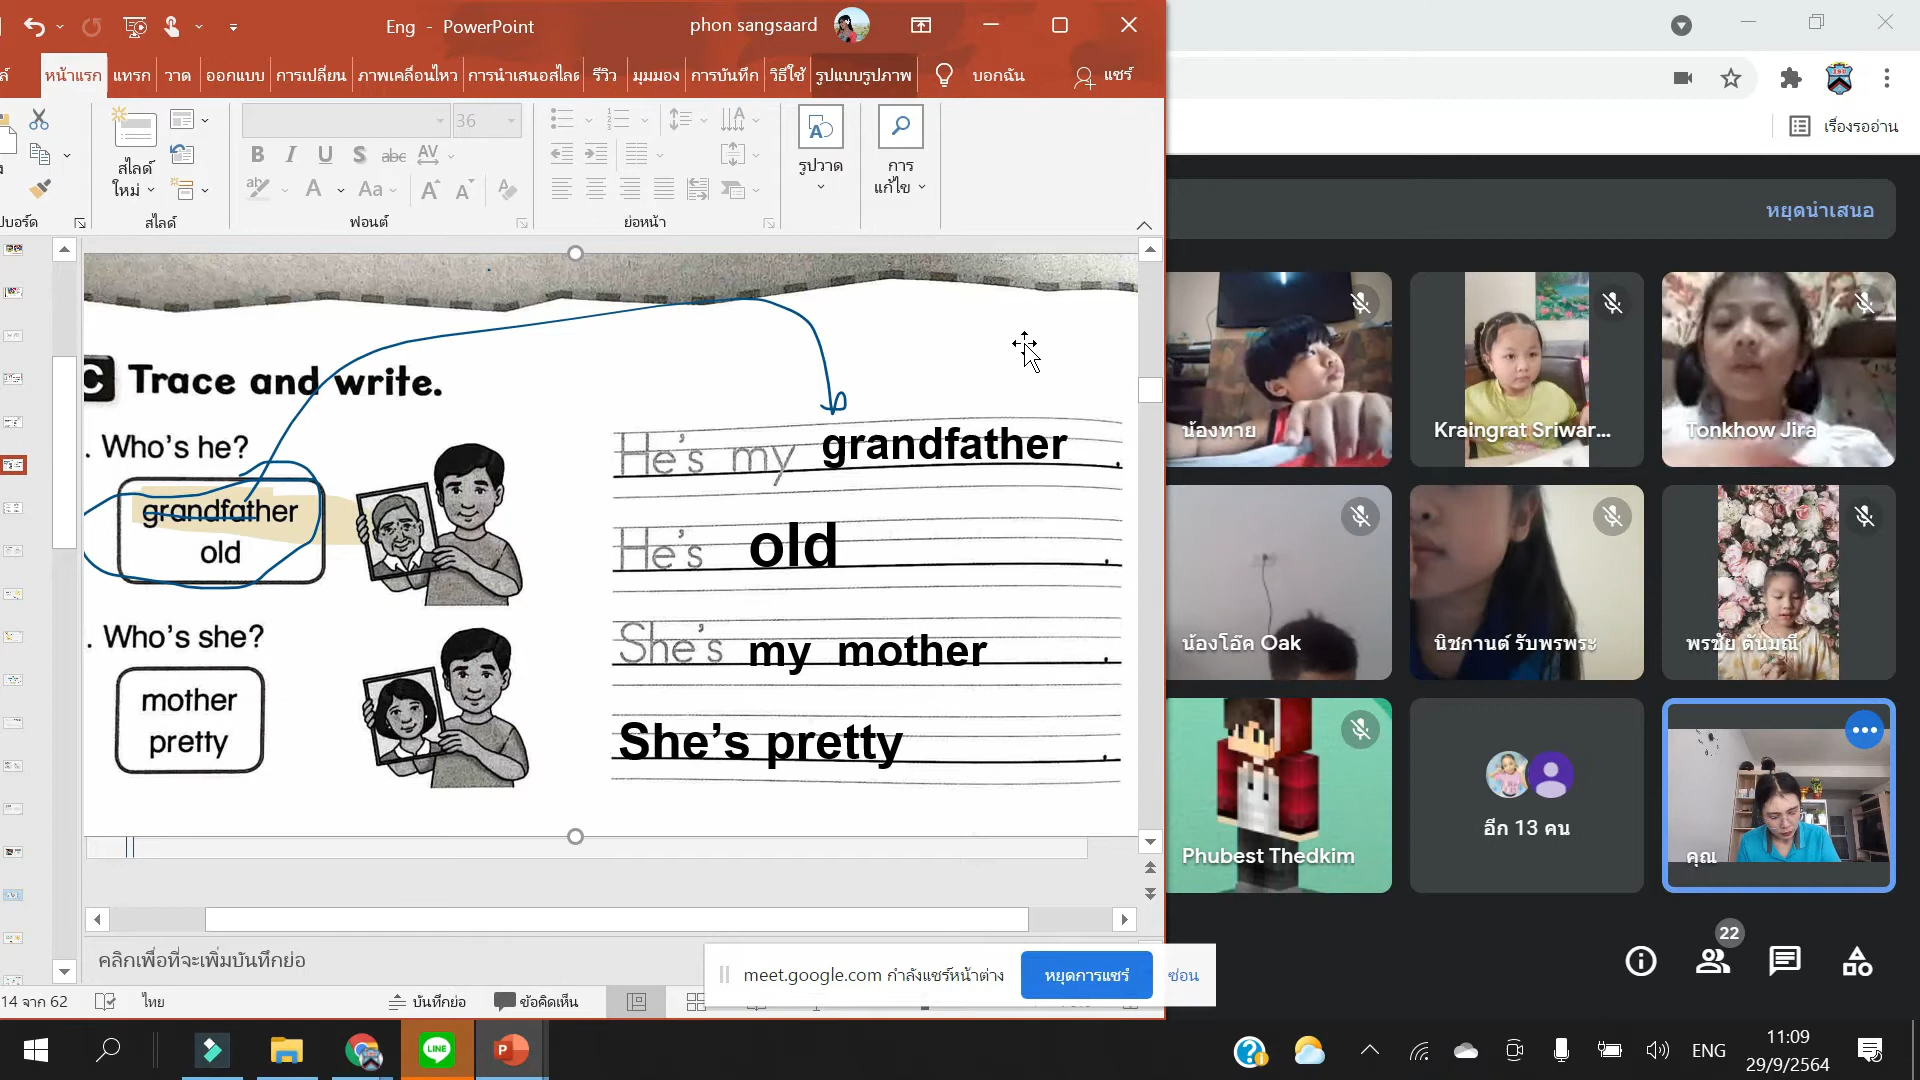 Eng - PowerPoint
phon sangsaard
หน้าแรก
แทรก
วาด
ออกแบบ
การเปลี่ยน
ภาพเคลื่อนไหว
การนำเสนอสไลด์
รีวิว
มุมมอง
การบันทึก
วิธีใช้
รูปแบบรูปภาพ
บอกฉัน
แชร์
36
สไลด์
ใหม่
B I U S abc AV
A Aa A A
รูปวาด
การ
แก้ไข
สไลด์
ฟอนต์
ย่อหน้า
C Trace and write.
. Who's he?
grandfather
old
He's my grandfather .
He's old .
. Who's she?
mother
pretty
She's my mother .
She's pretty .
คลิกเพื่อที่จะเพิ่มบันทึกย่อ
14 จาก 62
ไทย
บันทึกย่อ
ข้อคิดเห็น
meet.google.com กำลังแชร์หน้าต่าง
หยุดการแชร์
ซ่อน
เรื่องรออ่าน
หยุดนำเสนอ
น้องทาย
Kraingrat Sriwar...
Tonkhow Jira
น้องโอ๊ค Oak
นิชกานต์ รับพรพระ
พรชัย ตันมณี
Phubest Thedkim
อีก 13 คน
คุณ
22
LINE
ENG
11:09
29/9/2564